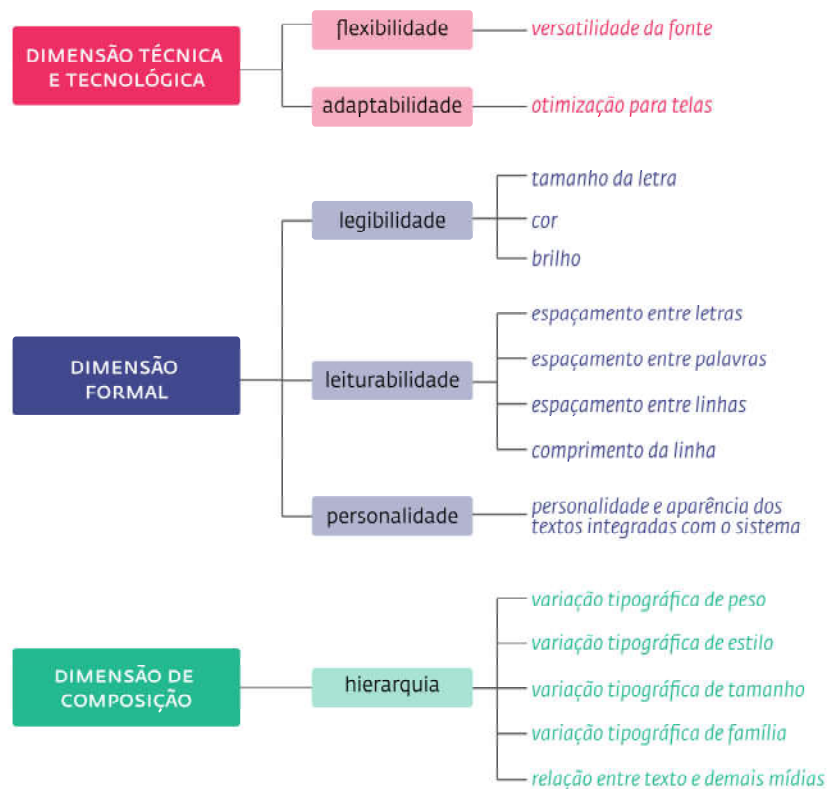 DIMENSÃO TÉCNICA
E TECNOLÓGICA
flexibilidade
versatilidade da fonte
adaptabilidade
otimização para telas
DIMENSÃO
FORMAL
legibilidade
tamanho da letra
cor
brilho
leiturabilidade
espaçamento entre letras
espaçamento entre palavras
espaçamento entre linhas
comprimento da linha
personalidade
personalidade e aparência dos
textos integradas com o sistema
DIMENSÃO DE
COMPOSIÇÃO
hierarquia
variação tipográfica de peso
variação tipográfica de estilo
variação tipográfica de tamanho
variação tipográfica de família
relação entre texto e demais mídias